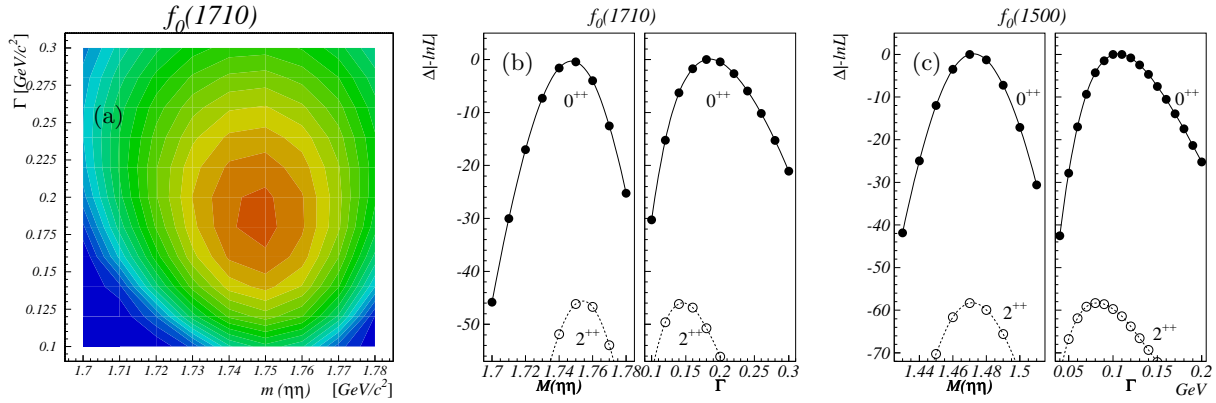 f0(1710)
Γ [GeV/c²]
0.3
0.275
0.25
0.225
0.2
0.175
0.15
0.125
0.1
(a)
1.7 1.71 1.72 1.73 1.74 1.75 1.76 1.77 1.78
m (ηη) [GeV/c²]
f0(1710)
Δ|-lnL|
0
-10
-20
-30
-40
-50
(b)
0++
2++
1.7 1.72 1.74 1.76 1.78
M(ηη)
0++
2++
0.1 0.15 0.2 0.25 0.3
Γ
f0(1500)
Δ|-lnL|
0
-10
-20
-30
-40
-50
-60
-70
(c)
0++
2++
1.44 1.46 1.48 1.5
M(ηη)
0++
2++
0.05 0.1 0.15 0.2
Γ
GeV